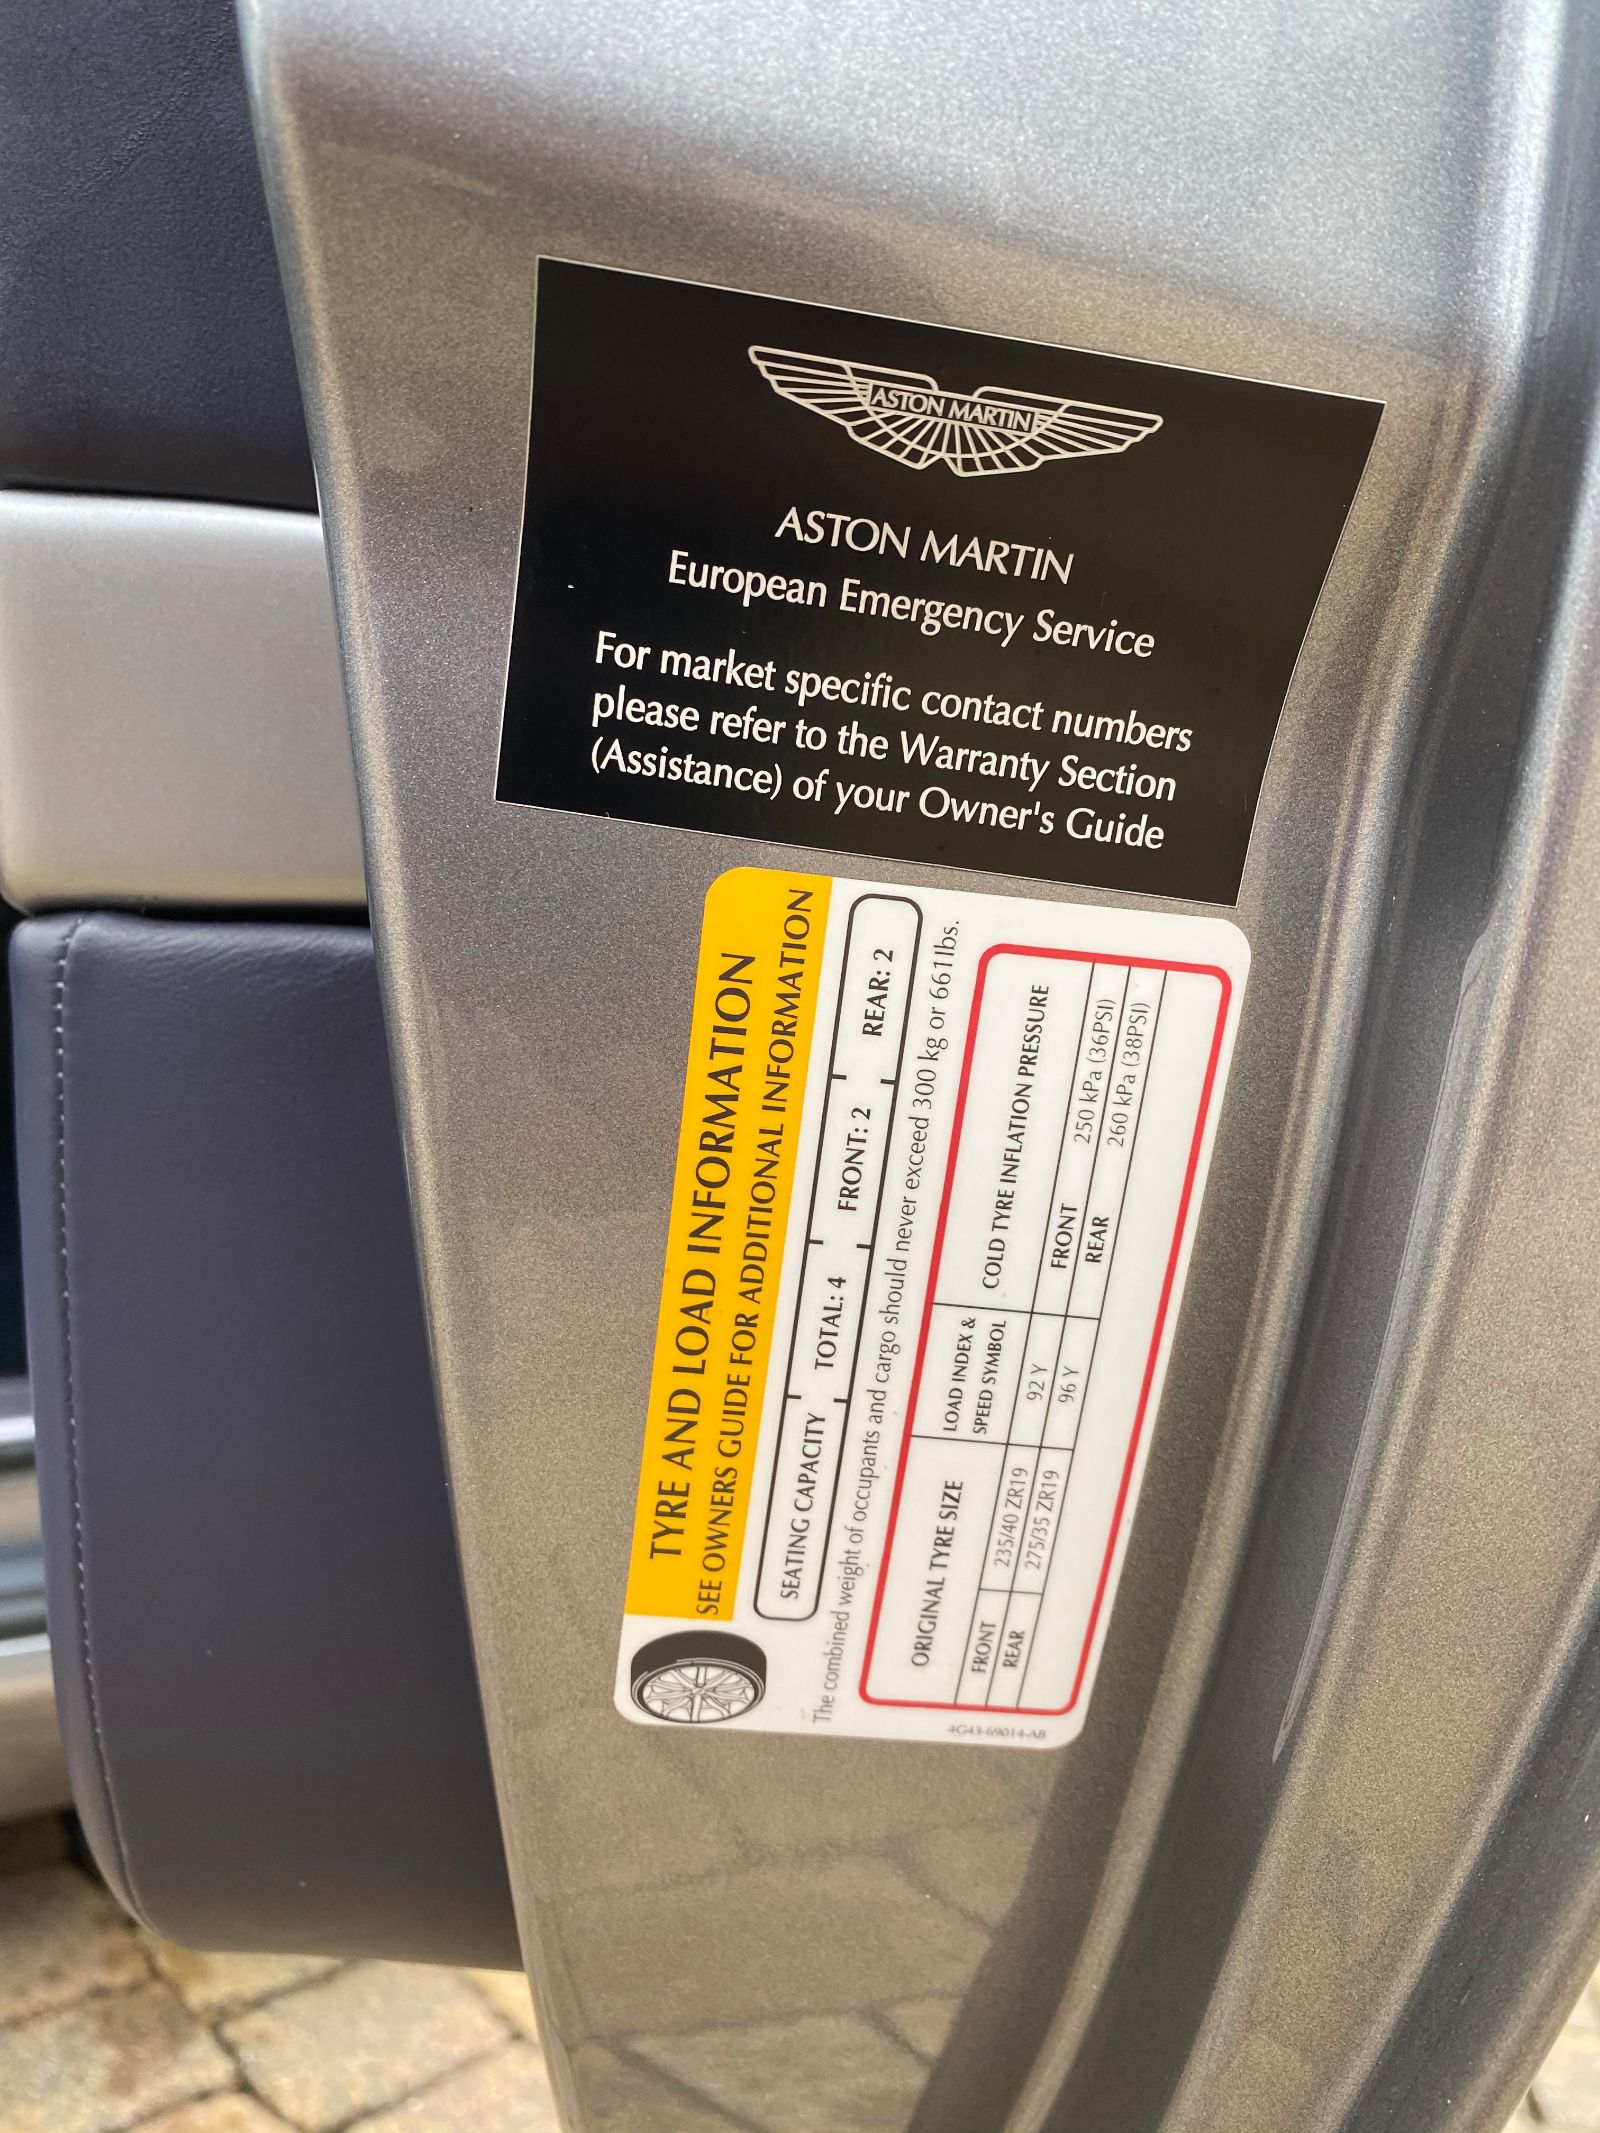 ASTON MARTIN
ASTON MARTIN
European Emergency Service
For market specific contact numbers
please refer to the Warranty Section
(Assistance) of your Owner's Guide
TYRE AND LOAD INFORMATION
SEE OWNERS GUIDE FOR ADDITIONAL INFORMATION
SEATING CAPACITY TOTAL: 4 FRONT: 2 REAR: 2
The combined weight of occupants and cargo should never exceed 300 kg or 661lbs.
ORIGINAL TYRE SIZE LOAD INDEX & SPEED SYMBOL COLD TYRE INFLATION PRESSURE
FRONT 235/40 ZR19 92 Y FRONT 250 kPa (36PSI)
REAR 275/35 ZR19 96 Y REAR 260 kPa (38PSI)
4G43-69014-AB